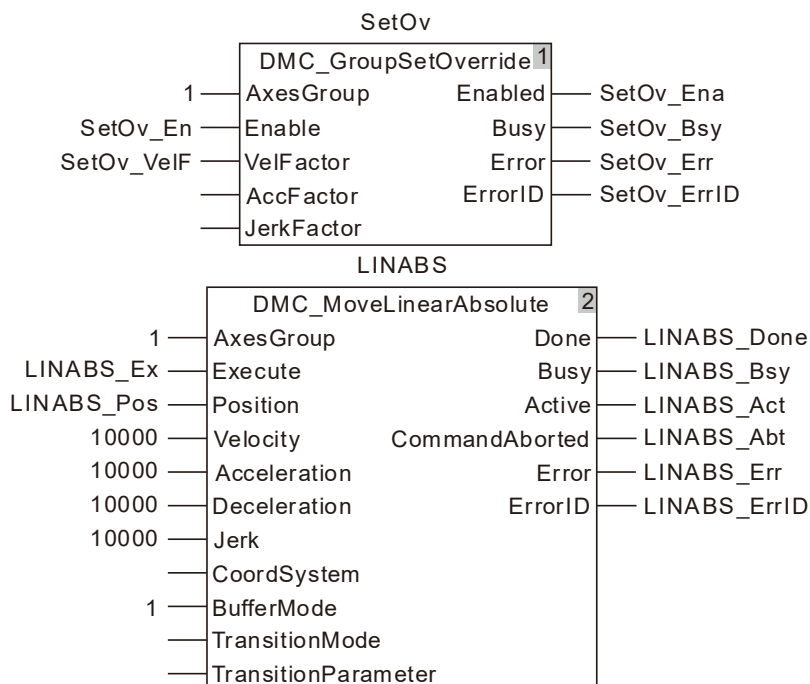 SetOv
DMC_GroupSetOverride 1
1 AxesGroup Enabled SetOv_Ena
SetOv_En Enable Busy SetOv_Bsy
SetOv_VelF VelFactor Error SetOv_Err
AccFactor ErrorID SetOv_ErrID
JerkFactor
LINABS
DMC_MoveLinearAbsolute 2
1 AxesGroup Done LINABS_Done
LINABS_Ex Execute Busy LINABS_Bsy
LINABS_Pos Position Active LINABS_Act
10000 Velocity CommandAborted LINABS_Abt
10000 Acceleration Error LINABS_Err
10000 Deceleration ErrorID LINABS_ErrID
10000 Jerk
CoordSystem
1 BufferMode
TransitionMode
TransitionParameter